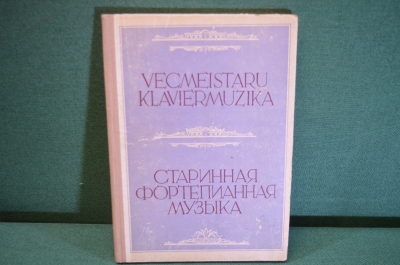 VECMEISTARU
KLAVIERMUZIKA
СТАРИННАЯ
ФОРТЕПИАННАЯ
МУЗЫКА